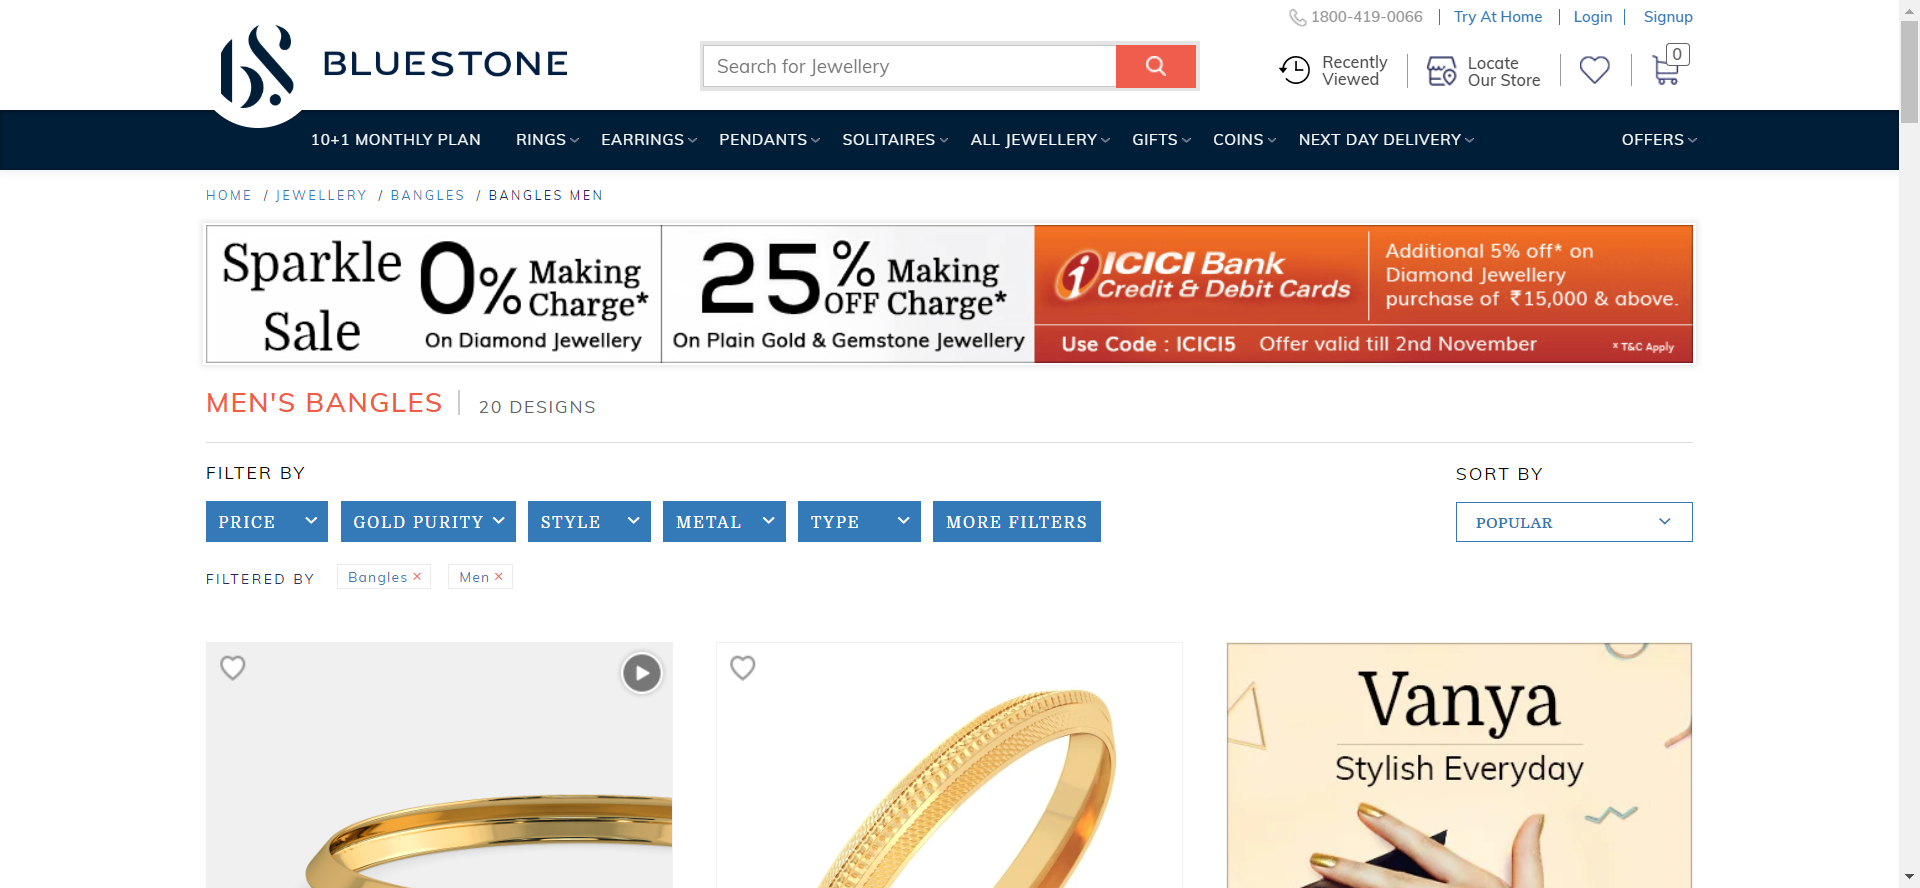 1800-419-0066 Try At Home Login Signup
BLUESTONE
Search for Jewellery
Recently
Viewed
Locate
Our Store
0
10+1 MONTHLY PLAN RINGS EARRINGS PENDANTS SOLITAIRES ALL JEWELLERY GIFTS COINS NEXT DAY DELIVERY OFFERS
HOME / JEWELLERY / BANGLES / BANGLES MEN
Sparkle
Sale
0% Making
Charge*
On Diamond Jewellery
25% OFF Making
Charge*
On Plain Gold & Gemstone Jewellery
ICICI Bank
Credit & Debit Cards
Additional 5% off* on
Diamond Jewellery
purchase of ₹15,000 & above.
Use Code : ICICI5 Offer valid till 2nd November * T&C Apply
MEN'S BANGLES 20 DESIGNS
FILTER BY
SORT BY
PRICE GOLD PURITY STYLE METAL TYPE MORE FILTERS
POPULAR
FILTERED BY Bangles × Men ×
Vanya
Stylish Everyday